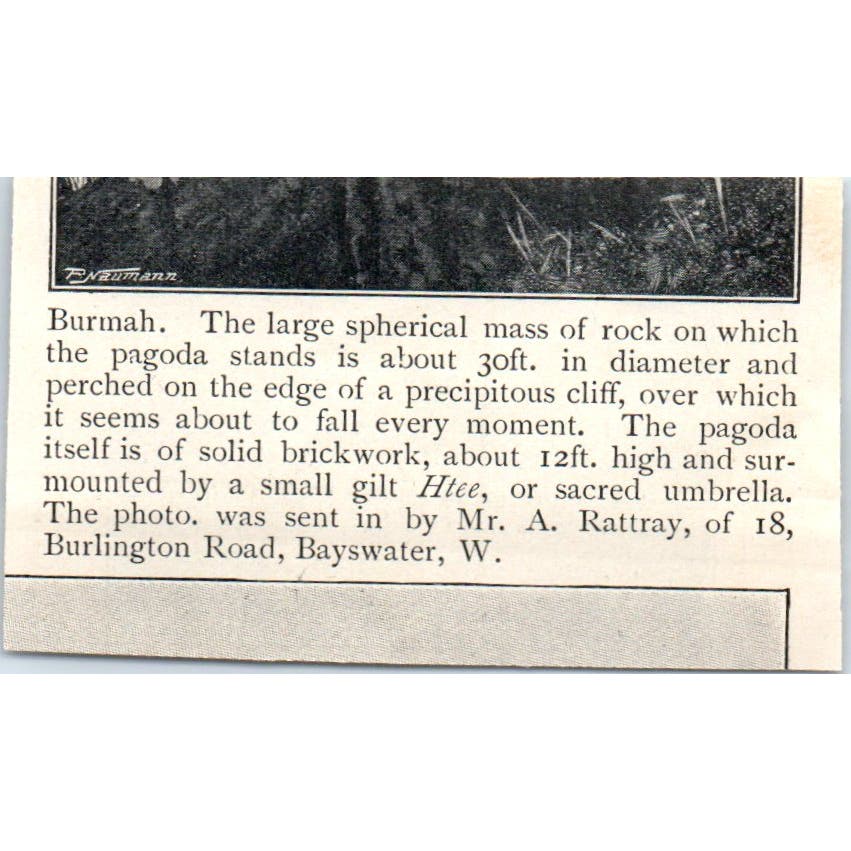 P. Naumann
Burmah. The large spherical mass of rock on which
the pagoda stands is about 30ft. in diameter and
perched on the edge of a precipitous cliff, over which
it seems about to fall every moment. The pagoda
itself is of solid brickwork, about 12ft. high and sur-
mounted by a small gilt Htee, or sacred umbrella.
The photo. was sent in by Mr. A. Rattray, of 18,
Burlington Road, Bayswater, W.